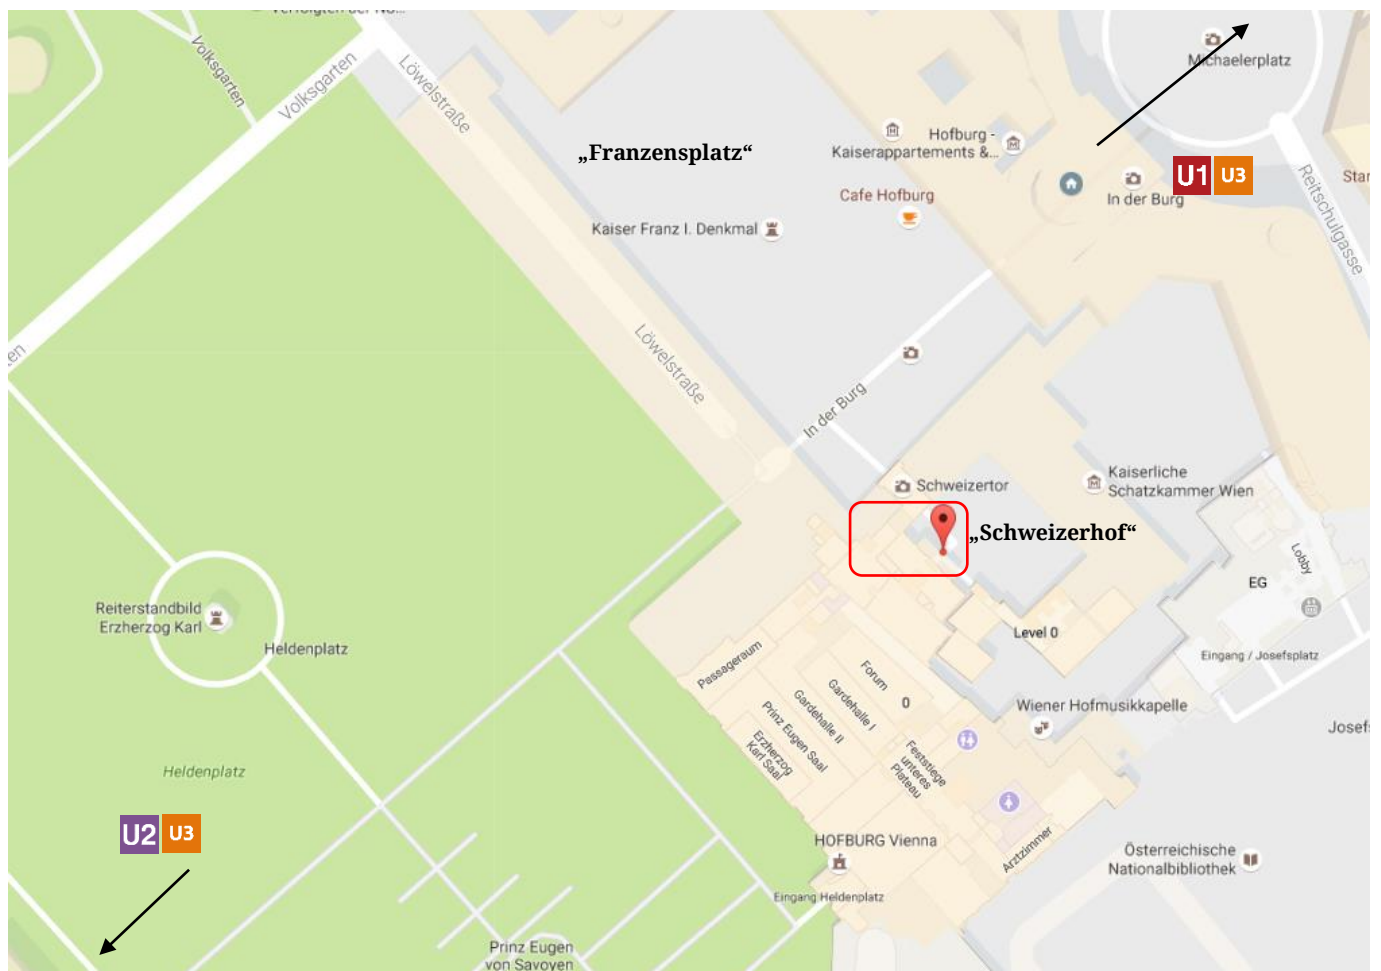 Volksgarten
Volksgarten
Löwelstraße
Michaelerplatz
„Franzensplatz“
Hofburg -
Kaiserappartements &...
U1 U3
Star
In der Burg
Reitschulgasse
Cafe Hofburg
Kaiser Franz I. Denkmal
Löwelstraße
In der Burg
Schweizertor
Kaiserliche
Schatzkammer Wien
„Schweizerhof“
Lobby
EG
Reiterstandbild
Erzherzog Karl
Heldenplatz
Level 0
Eingang / Josefsplatz
Passageraum
Forum
0
Gardehalle I
Gardehalle II
Prinz Eugen Saal
Erzherzog
Karl Saal
Wiener Hofmusikkapelle
Josef
Feststiege
unteres
Plateau
Heldenplatz
U2 U3
HOFBURG Vienna
Arztzimmer
Österreichische
Nationalbibliothek
Eingang Heldenplatz
Prinz Eugen
von Savoyen